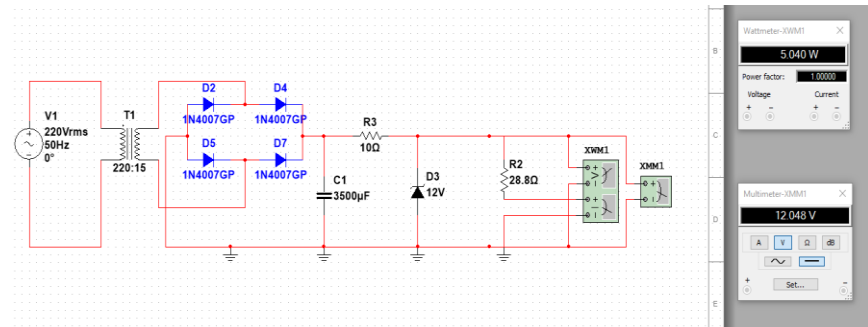 V1
220Vrms
50Hz
0°
T1
220:15
D2
1N4007GP
D4
1N4007GP
D5
1N4007GP
D7
1N4007GP
C1
3500µF
R3
10Ω
D3
12V
R2
28.8Ω
XWM1
V
I
XMM1
B
C
D
E
Wattmeter-XWM1
5.040 W
Power factor: 1.00000
Voltage Current
+ - + -
Multimeter-XMM1
12.048 V
A V Ω dB
+ Set... -